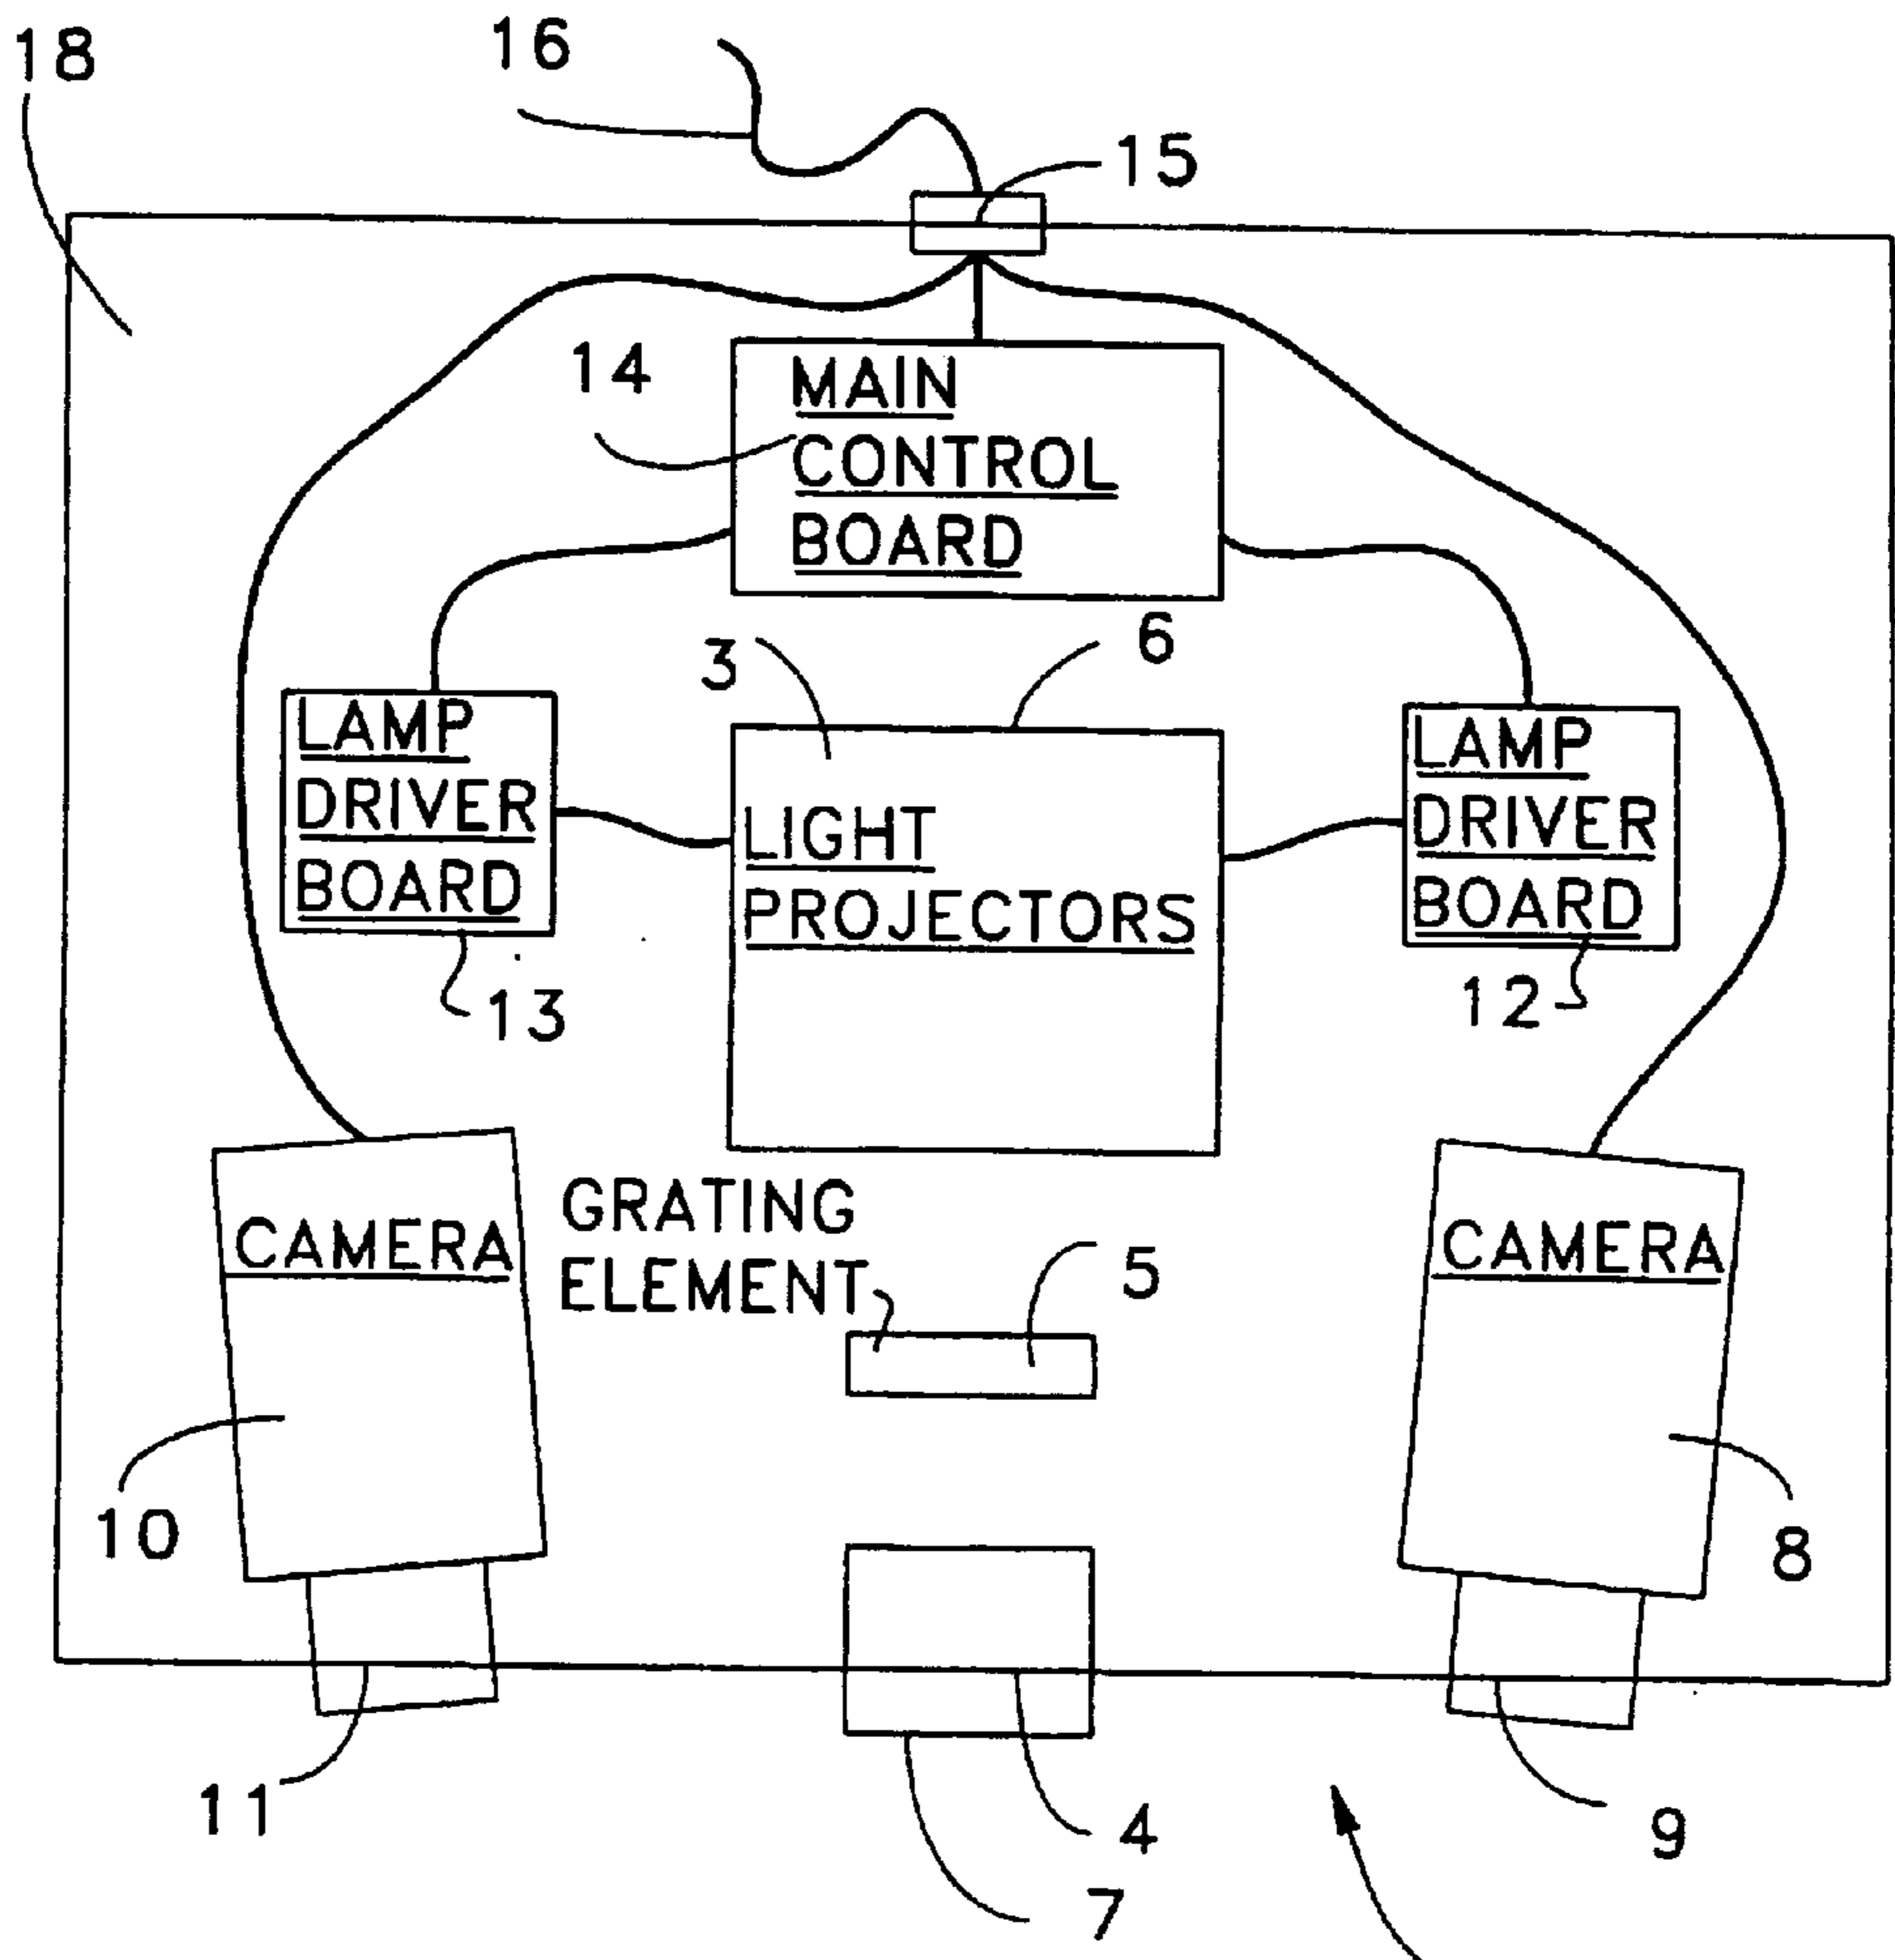 18
16
15
14
MAIN
CONTROL
BOARD
3
6
LAMP
DRIVER
BOARD
LIGHT
PROJECTORS
LAMP
DRIVER
BOARD
13
12
CAMERA
GRATING
ELEMENT
5
CAMERA
10
8
11
4
9
7